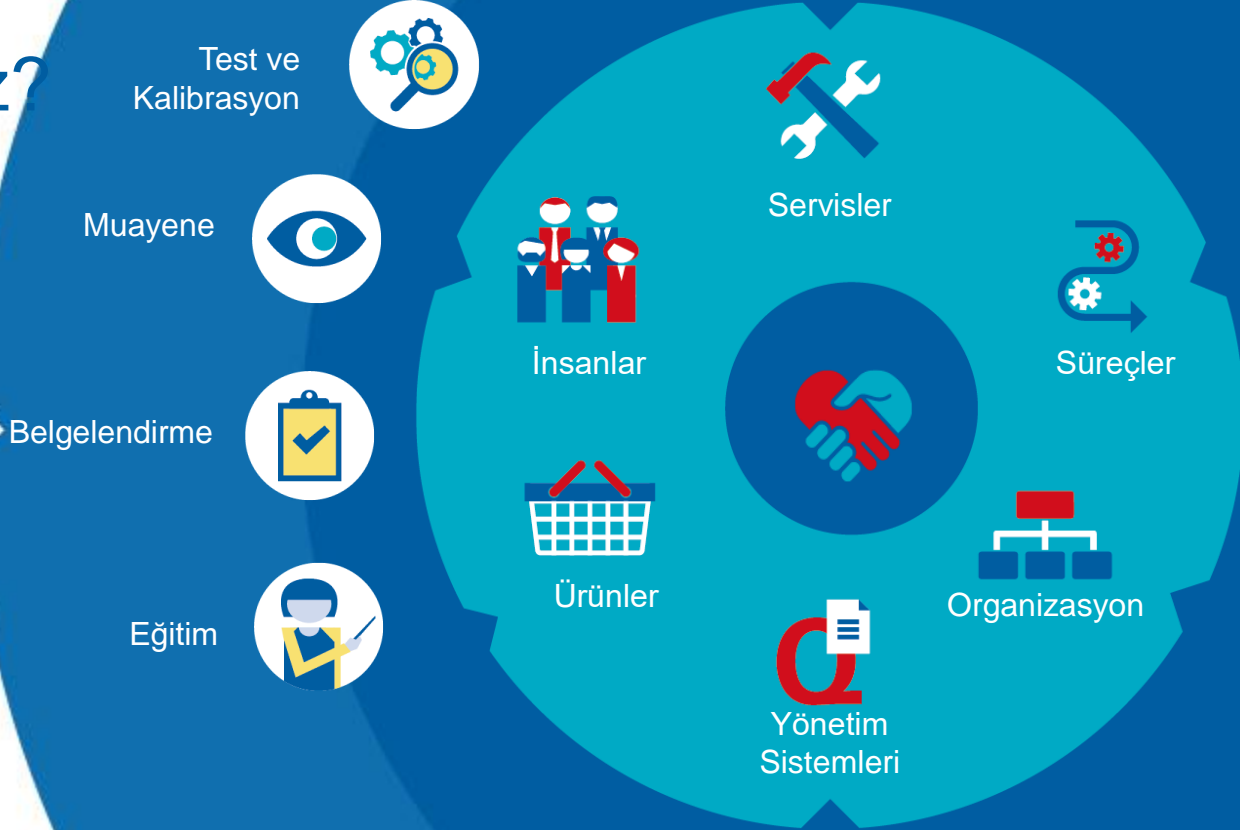 z?
Test ve
Kalibrasyon
Muayene
Belgelendirme
Eğitim
Servisler
İnsanlar
Süreçler
Ürünler
Organizasyon
Yönetim
Sistemleri